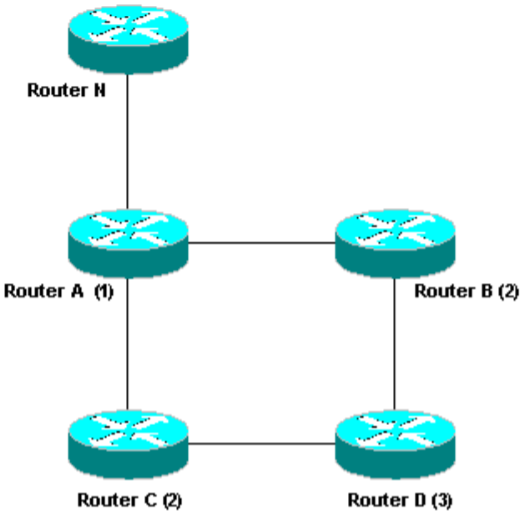 Router N
Router A (1)
Router B (2)
Router C (2)
Router D (3)